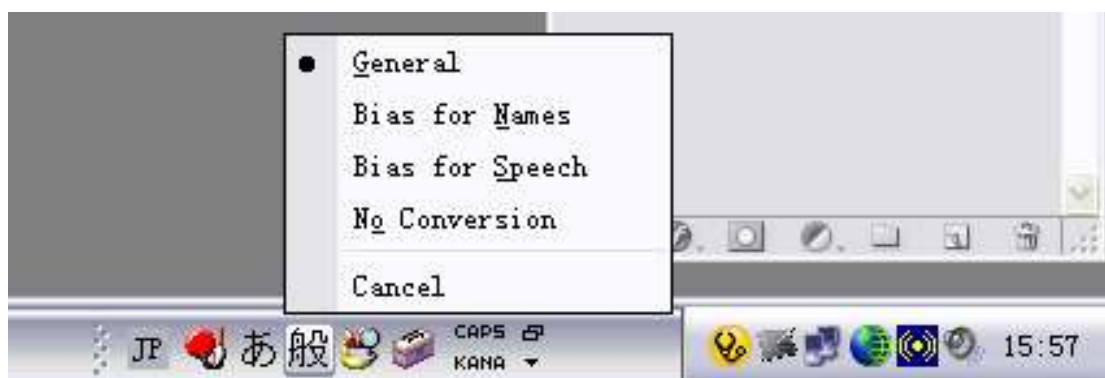 General
Bias for Names
Bias for Speech
No Conversion
Cancel
JP あ 般 CAPS KANA 15:57